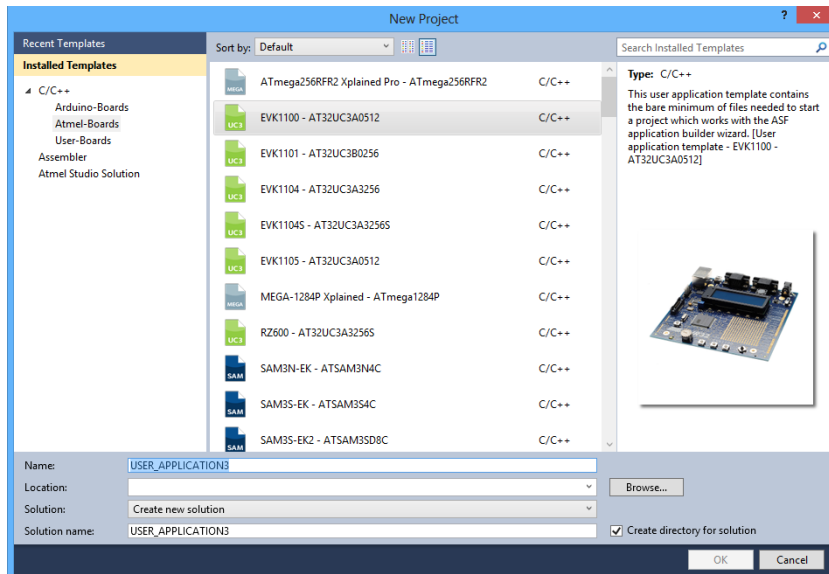 New Project
?
Recent Templates
Sort by: Default
Search Installed Templates
Installed Templates
C/C++
Arduino-Boards
Atmel-Boards
User-Boards
Assembler
Atmel Studio Solution
MEGA
ATmega256RFR2 Xplained Pro - ATmega256RFR2 C/C++
UC3
EVK1100 - AT32UC3A0512 C/C++
UC3
EVK1101 - AT32UC3B0256 C/C++
UC3
EVK1104 - AT32UC3A3256 C/C++
UC3
EVK1104S - AT32UC3A3256S C/C++
UC3
EVK1105 - AT32UC3A0512 C/C++
MEGA
MEGA-1284P Xplained - ATmega1284P C/C++
UC3
RZ600 - AT32UC3A3256S C/C++
SAM
SAM3N-EK - ATSAM3N4C C/C++
SAM
SAM3S-EK - ATSAM3S4C C/C++
SAM
SAM3S-EK2 - ATSAM3SD8C C/C++
Type: C/C++
This user application template contains
the bare minimum of files needed to start
a project which works with the ASF
application builder wizard. [User
application template - EVK1100 -
AT32UC3A0512]
Name: USER_APPLICATION3
Location:
Browse...
Solution: Create new solution
Solution name: USER_APPLICATION3
Create directory for solution
OK
Cancel